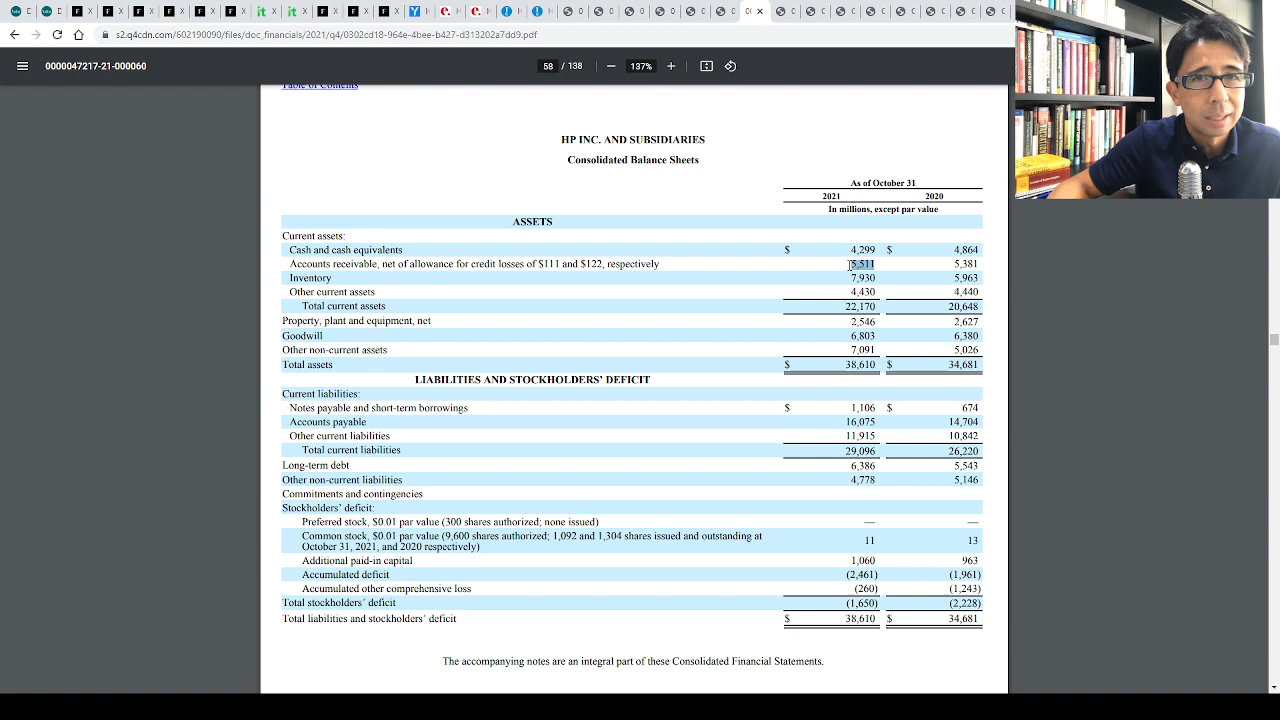 s2.q4cdn.com/602190090/files/doc_financials/2021/q4/0302cd18-964e-4bee-b427-d313202a7dd9.pdf
0000047217-21-000060 58 / 138 137%
Table of Contents
HP INC. AND SUBSIDIARIES
Consolidated Balance Sheets
As of October 31
2021 2020
In millions, except par value
ASSETS
Current assets:
Cash and cash equivalents $ 4,299 $ 4,864
Accounts receivable, net of allowance for credit losses of $111 and $122, respectively 5,511 5,381
Inventory 7,930 5,963
Other current assets 4,430 4,440
Total current assets 22,170 20,648
Property, plant and equipment, net 2,546 2,627
Goodwill 6,803 6,380
Other non-current assets 7,091 5,026
Total assets $ 38,610 $ 34,681
LIABILITIES AND STOCKHOLDERS’ DEFICIT
Current liabilities:
Notes payable and short-term borrowings $ 1,106 $ 674
Accounts payable 16,075 14,704
Other current liabilities 11,915 10,842
Total current liabilities 29,096 26,220
Long-term debt 6,386 5,543
Other non-current liabilities 4,778 5,146
Commitments and contingencies
Stockholders’ deficit:
Preferred stock, $0.01 par value (300 shares authorized; none issued) — —
Common stock, $0.01 par value (9,600 shares authorized; 1,092 and 1,304 shares issued and outstanding at
October 31, 2021, and 2020 respectively) 11 13
Additional paid-in capital 1,060 963
Accumulated deficit (2,461) (1,961)
Accumulated other comprehensive loss (260) (1,243)
Total stockholders’ deficit (1,650) (2,228)
Total liabilities and stockholders’ deficit $ 38,610 $ 34,681
The accompanying notes are an integral part of these Consolidated Financial Statements.